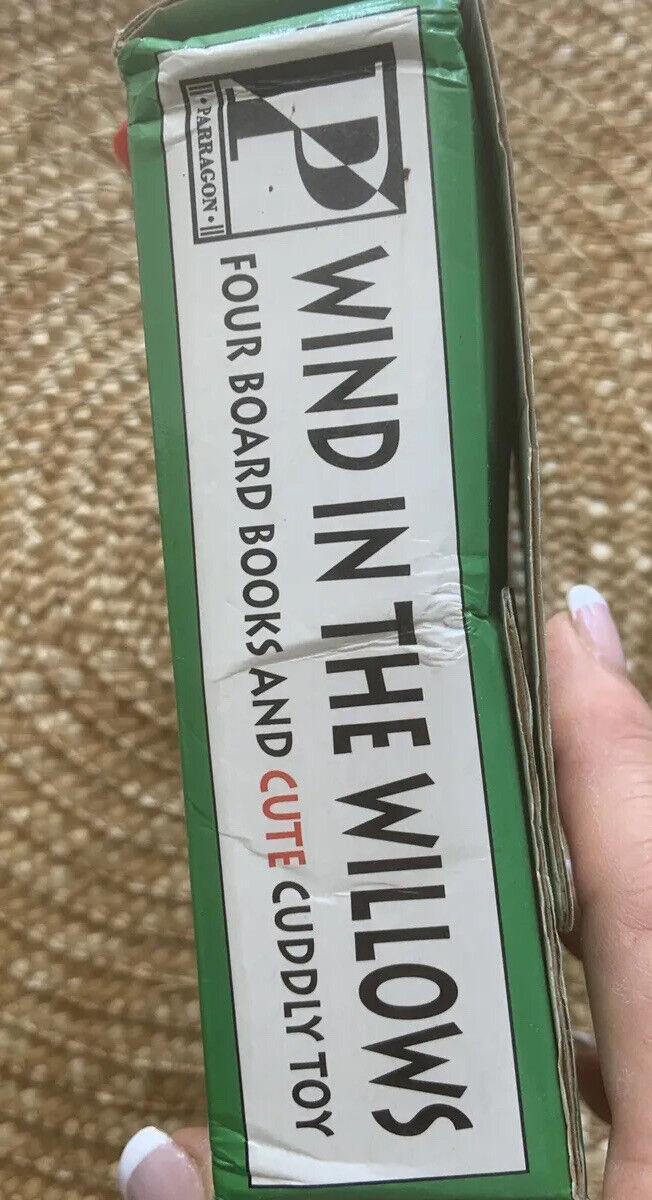 P
• PARRAGON •
WIND IN THE WILLOWS
FOUR BOARD BOOKS AND CUTE CUDDLY TOY